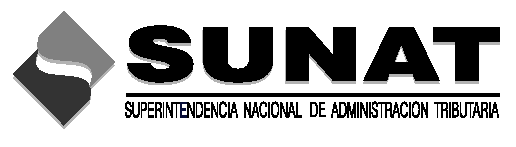 SUNAT
SUPERINTENDENCIA NACIONAL DE ADMINISTRACION TRIBUTARIA